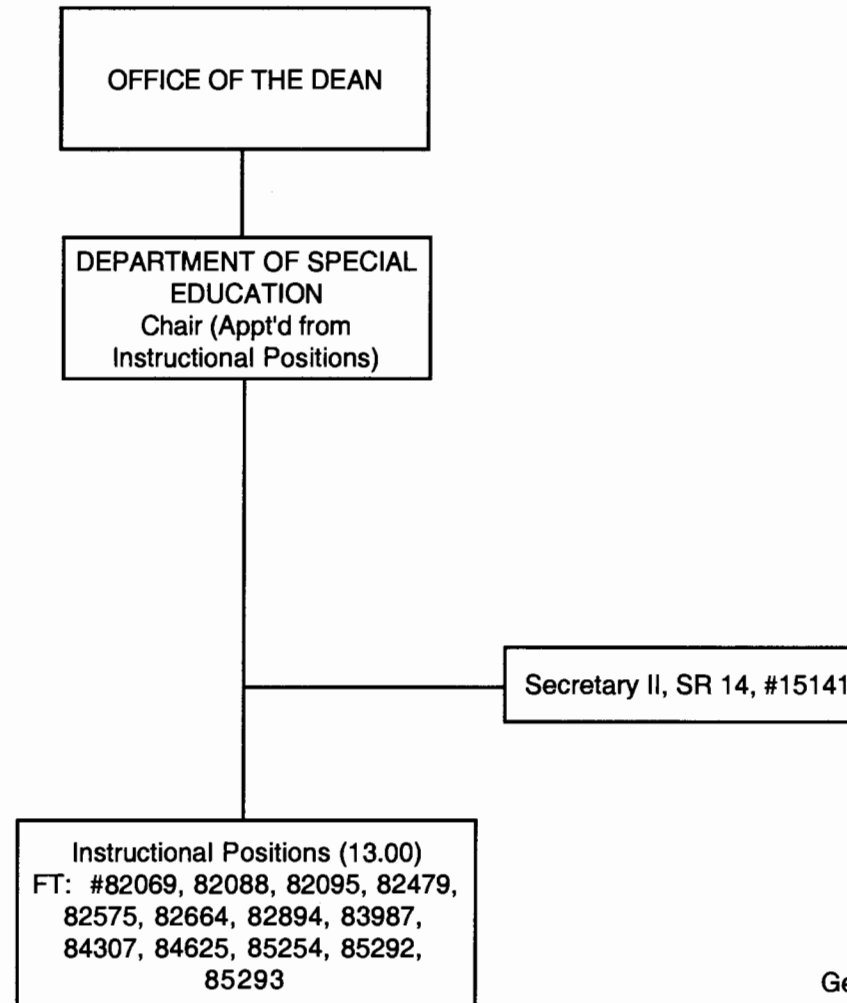 OFFICE OF THE DEAN
DEPARTMENT OF SPECIAL
EDUCATION
Chair (Appt'd from
Instructional Positions)
Secretary II, SR 14, #15141
Instructional Positions (13.00)
FT: #82069, 82088, 82095, 82479,
82575, 82664, 82894, 83987,
84307, 84625, 85254, 85292,
85293
Ge